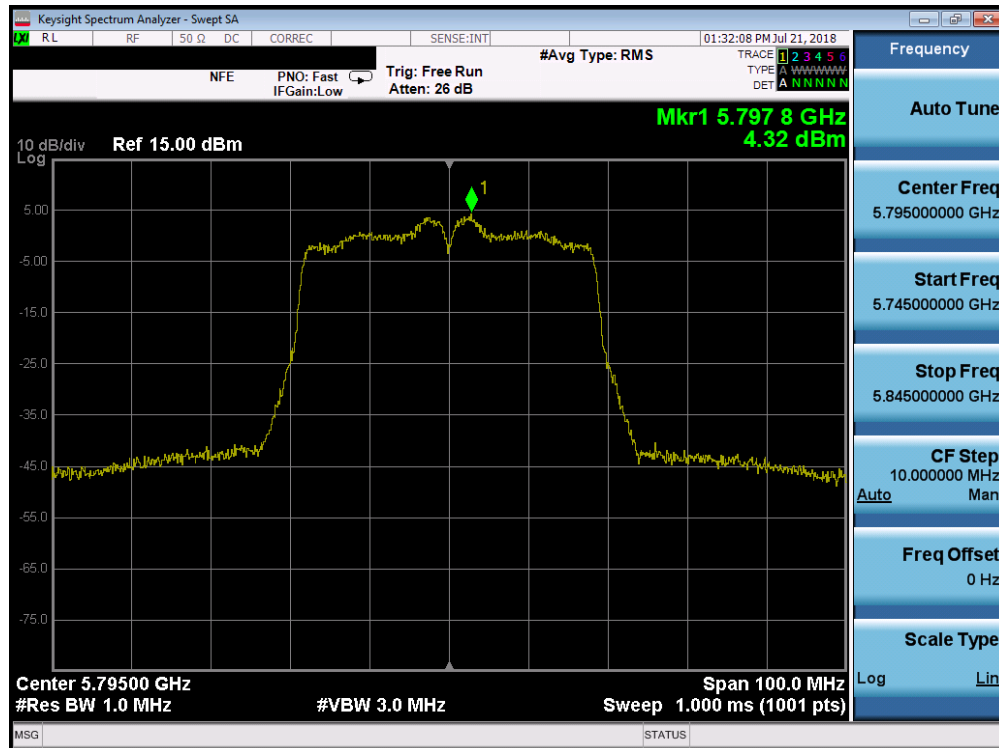 Keysight Spectrum Analyzer - Swept SA
LXI RL RF 50 Ω DC CORREC SENSE:INT 01:32:08 PM Jul 21, 2018
NFE PNO: Fast Trig: Free Run #Avg Type: RMS TRACE 1 2 3 4 5 6
IFGain:Low Atten: 26 dB TYPE A WWWWW
DET A N N N N N
Mkr1 5.797 8 GHz
4.32 dBm
10 dB/div Ref 15.00 dBm
Log
1
5.00
-5.00
-15.0
-25.0
-35.0
-45.0
-55.0
-65.0
-75.0
Center 5.79500 GHz Span 100.0 MHz
#Res BW 1.0 MHz #VBW 3.0 MHz Sweep 1.000 ms (1001 pts)
MSG STATUS
Frequency
Auto Tune
Center Freq
5.795000000 GHz
Start Freq
5.745000000 GHz
Stop Freq
5.845000000 GHz
CF Step
10.000000 MHz
Auto Man
Freq Offset
0 Hz
Scale Type
Log Lin